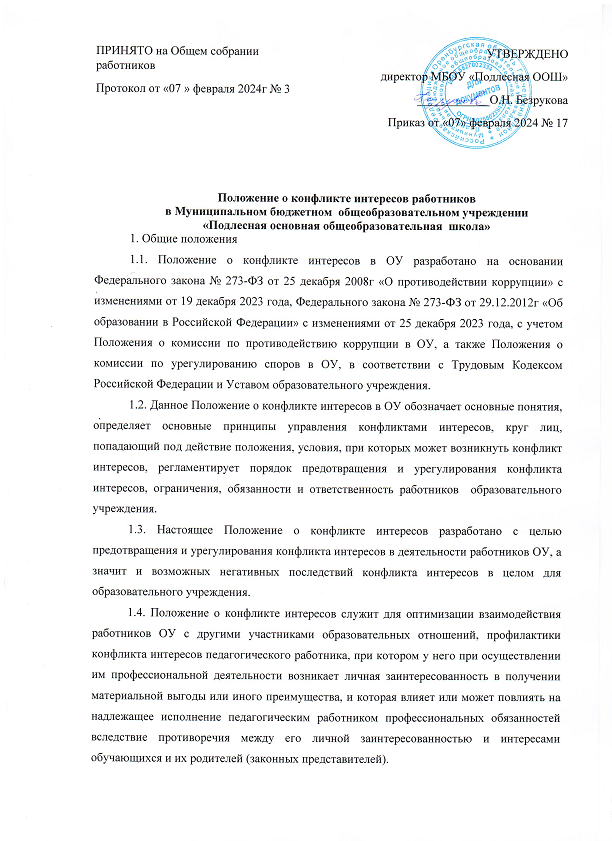 ПРИНЯТО на Общем собрании
работников
Протокол от «07 » февраля 2024г № 3
УТВЕРЖДЕНО
директор МБОУ «Подлесная ООШ»
О.Н. Безрукова
Приказ от «07» февраля 2024 № 17
для
документов
Положение о конфликте интересов работников
в Муниципальном бюджетном общеобразовательном учреждении
«Подлесная основная общеобразовательная школа»
1. Общие положения
1.1. Положение о конфликте интересов в ОУ разработано на основании
Федерального закона № 273-ФЗ от 25 декабря 2008г «О противодействии коррупции» с
изменениями от 19 декабря 2023 года, Федерального закона № 273-ФЗ от 29.12.2012г «Об
образовании в Российской Федерации» с изменениями от 25 декабря 2023 года, с учетом
Положения о комиссии по противодействию коррупции в ОУ, а также Положения о
комиссии по урегулированию споров в ОУ, в соответствии с Трудовым Кодексом
Российской Федерации и Уставом образовательного учреждения.
1.2. Данное Положение о конфликте интересов в ОУ обозначает основные понятия,
определяет основные принципы управления конфликтами интересов, круг лиц,
попадающий под действие положения, условия, при которых может возникнуть конфликт
интересов, регламентирует порядок предотвращения и урегулирования конфликта
интересов, ограничения, обязанности и ответственность работников образовательного
учреждения.
1.3. Настоящее Положение о конфликте интересов разработано с целью
предотвращения и урегулирования конфликта интересов в деятельности работников ОУ, а
значит и возможных негативных последствий конфликта интересов в целом для
образовательного учреждения.
1.4. Положение о конфликте интересов служит для оптимизации взаимодействия
работников ОУ с другими участниками образовательных отношений, профилактики
конфликта интересов педагогического работника, при котором у него при осуществлении
им профессиональной деятельности возникает личная заинтересованность в получении
материальной выгоды или иного преимущества, и которая влияет или может повлиять на
надлежащее исполнение педагогическим работником профессиональных обязанностей
вследствие противоречия между его личной заинтересованностью и интересами
обучающихся и их родителей (законных представителей).